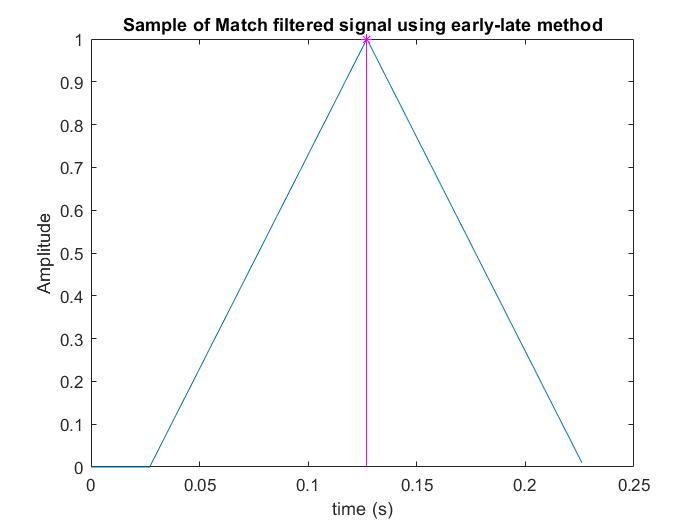 Sample of Match filtered signal using early-late method
1
0.9
0.8
0.7
0.6
0.5
0.4
0.3
0.2
0.1
0
Amplitude
0 0.05 0.1 0.15 0.2 0.25
time (s)